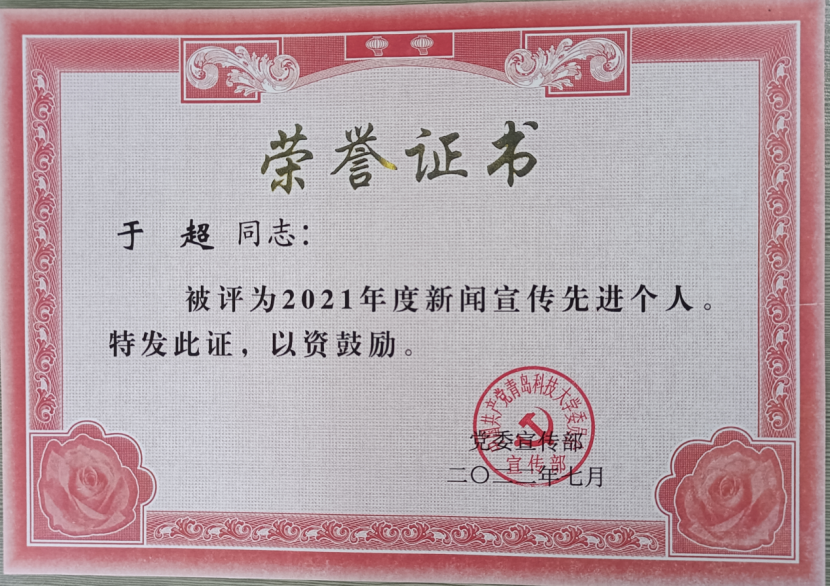 荣誉证书
于 超 同志：
被评为2021年度新闻宣传先进个人。
特发此证，以资鼓励。
中国共产党青岛科技大学委员会
党委宣传部
宣传部
二〇二二年七月